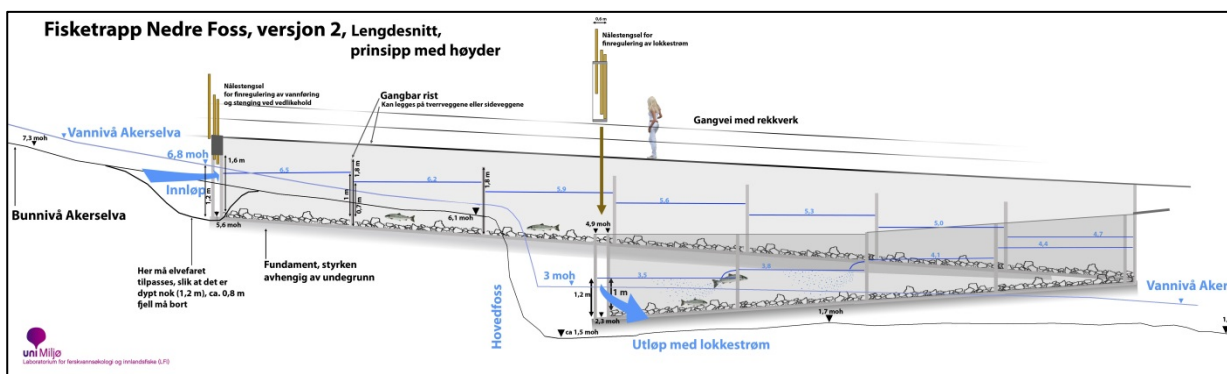 Fisketrapp Nedre Foss, versjon 2, Lengdesnitt,
prinsipp med høyder
0,6 m
Nålestengsel for
finregulering av lokkestrøm
Nålestengsel
for finregulering av vannføring
og stenging ved vedlikehold
Gangbar rist
Kan legges på tverrveggene eller sideveggene
Gangvei med rekkverk
Vannivå Akerselva
7,3 moh
6,8 moh
1,6 m
Innløp
1,2 m
6,5
1,8 m
1 m
0,7 m
6,2
1,8 m
5,9
5,6
5,3
5,0
4,7
4,4
4,1
3,8
3,5
Bunnivå Akerselva
5,6 moh
6,1 moh
4,9 moh
Her må elvefaret
tilpasses, slik at det er
dypt nok (1,2 m), ca. 0,8 m
fjell må bort
Fundament, styrken
avhengig av undegrunn
Hovedfoss
3 moh
1,2 m
1 m
2,3 moh
ca 1,5 moh
Utløp med lokkestrøm
1,7 moh
Vannivå Aker
uni Miljø
Laboratorium for ferskvannsøkologi og innlandsfiske (LFI)